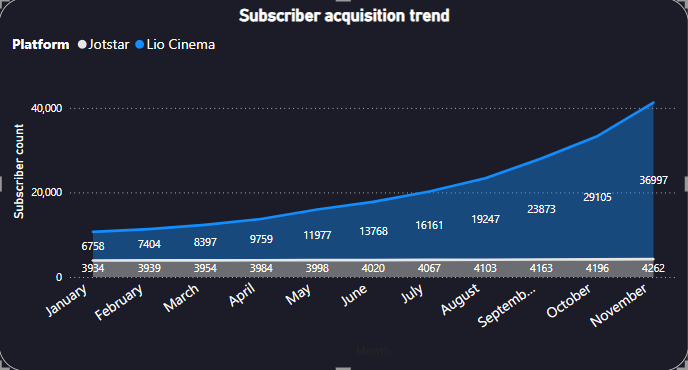 Subscriber acquisition trend
Platform Jotstar Lio Cinema
Subscriber count
40,000
20,000
0
6758 7404 8397 9759 11977 13768 16161 19247 23873 29105 36997
3934 3939 3954 3984 3998 4020 4067 4103 4163 4196 4262
January February March April May June July August Septemb... October November
Month